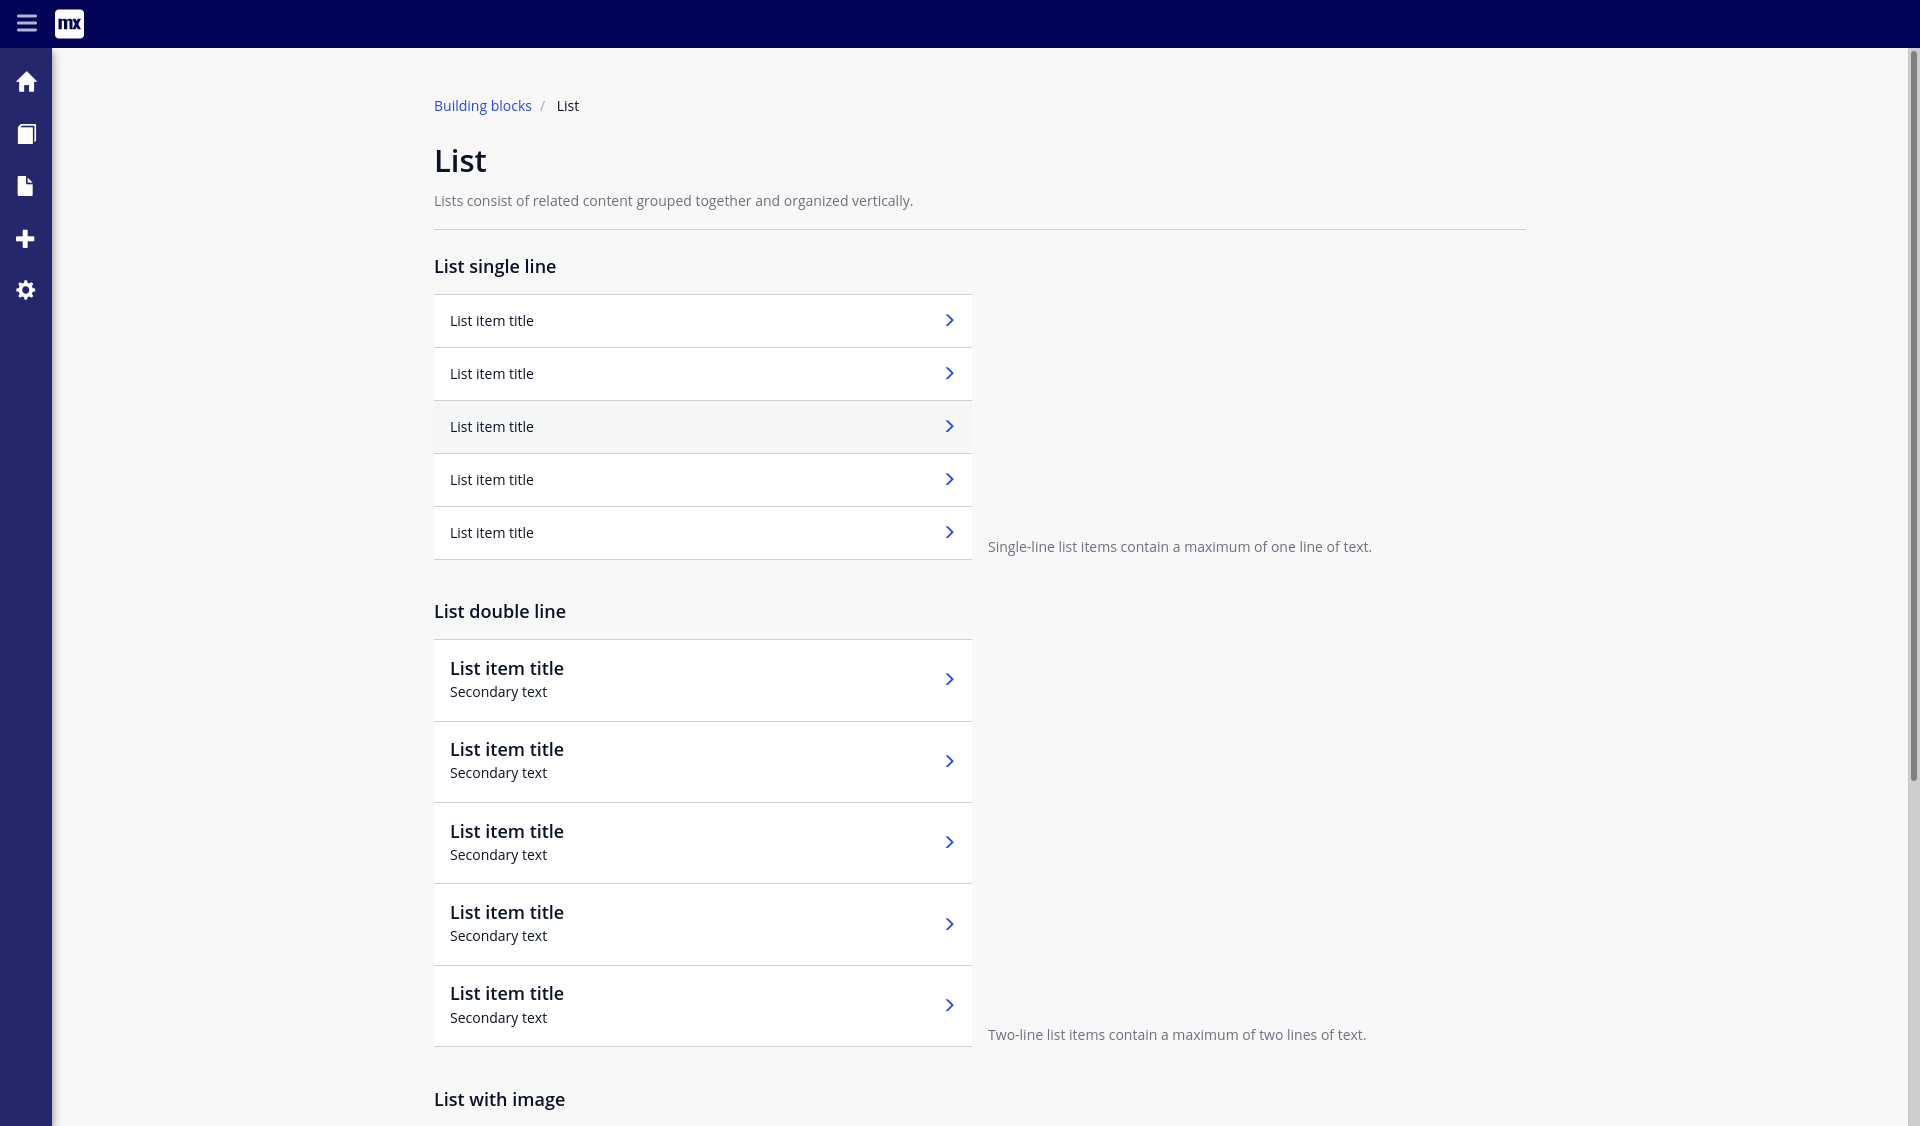 mx
Building blocks / List
List
Lists consist of related content grouped together and organized vertically.
List single line
List item title
List item title
List item title
List item title
List item title
Single-line list items contain a maximum of one line of text.
List double line
List item title
Secondary text
List item title
Secondary text
List item title
Secondary text
List item title
Secondary text
List item title
Secondary text
Two-line list items contain a maximum of two lines of text.
List with image